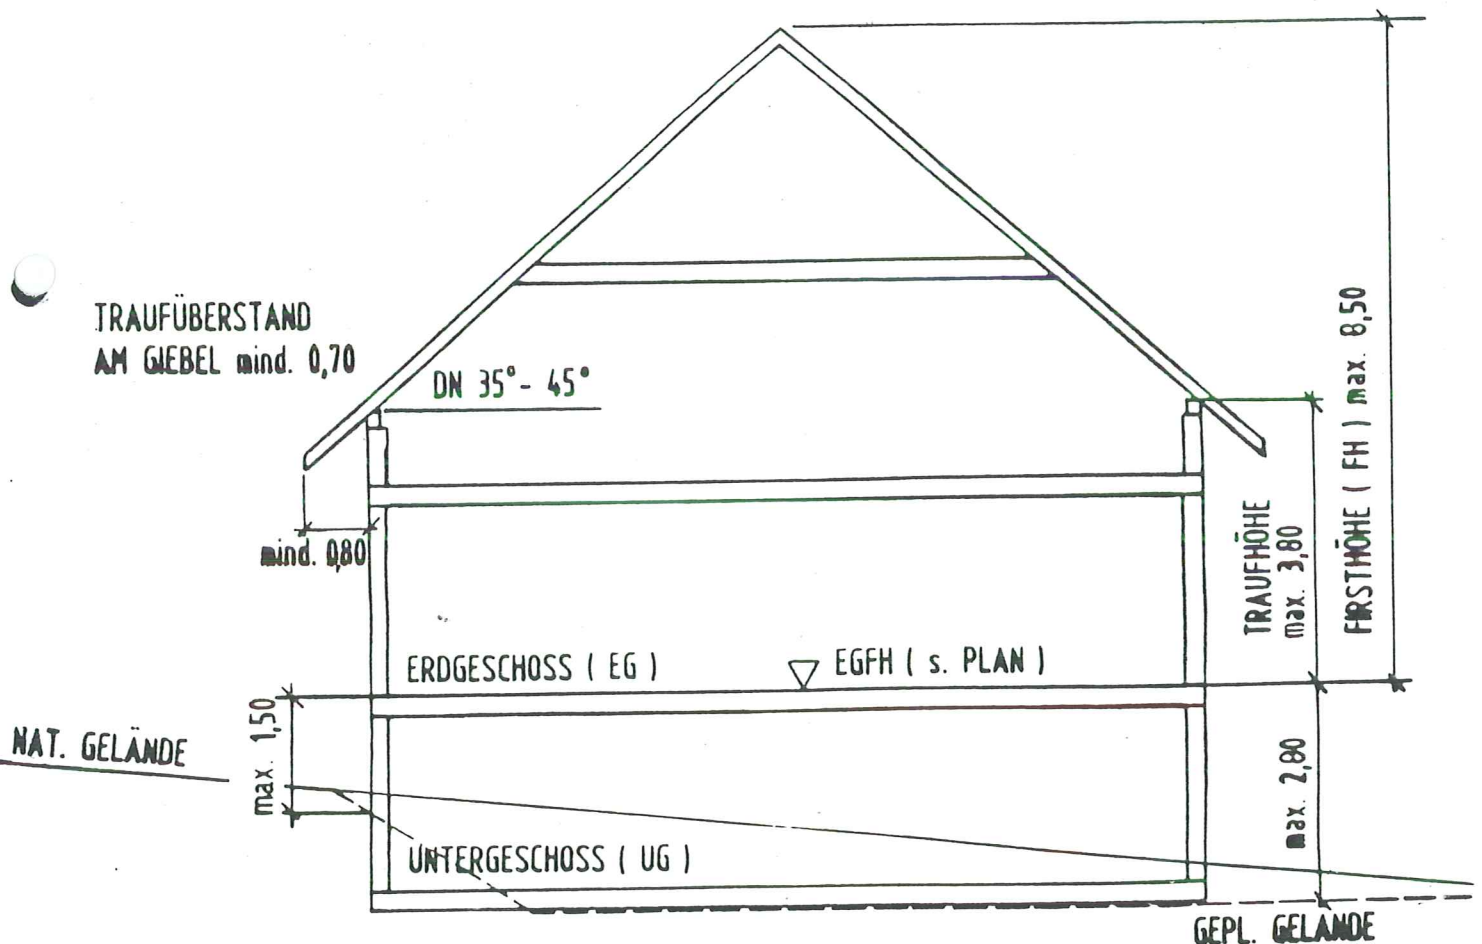 TRAUFÜBERSTAND
AM GIEBEL mind. 0,70
DN 35° - 45°
mind. 0,80
TRAUFHÖHE
max. 3,80
FIRSTHÖHE ( FH ) max. 8,50
ERDGESCHOSS ( EG )
EGFH ( s. PLAN )
NAT. GELÄNDE
max. 1,50
max. 2,80
UNTERGESCHOSS ( UG )
GEPL. GELÄNDE